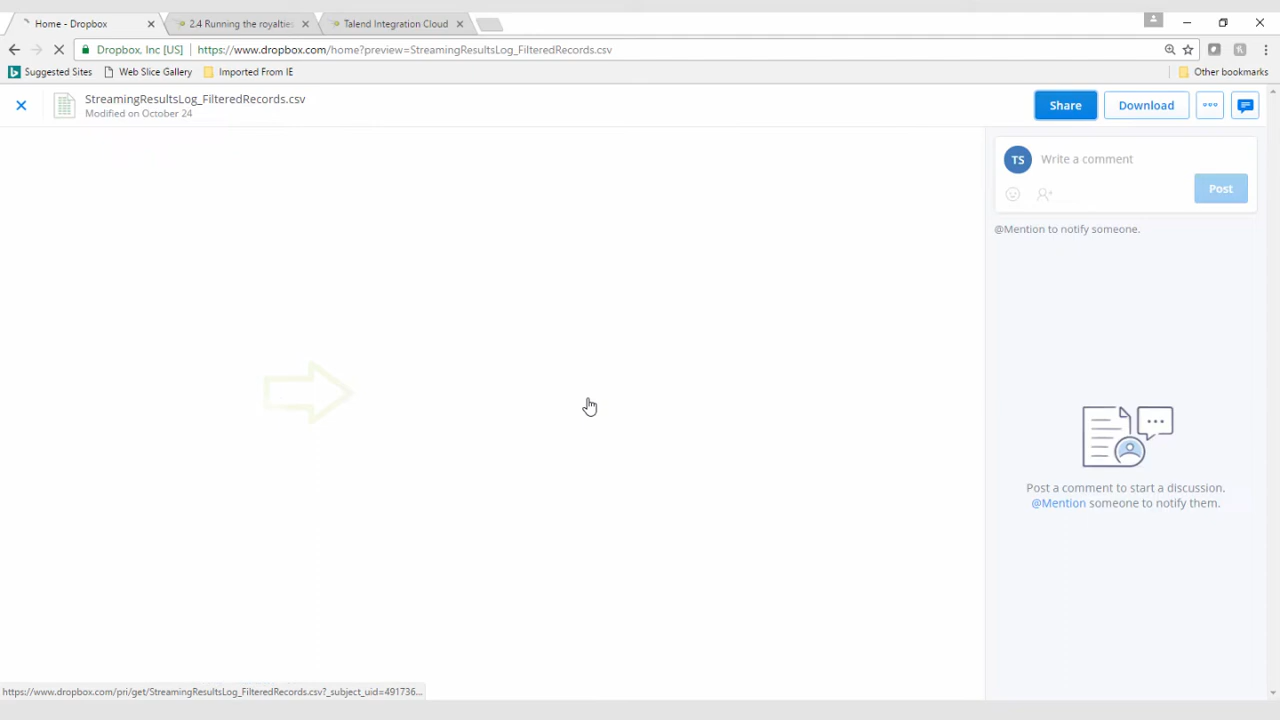 Home - Dropbox
2.4 Running the royalties
Talend Integration Cloud
Dropbox, Inc [US]
https://www.dropbox.com/home?preview=StreamingResultsLog_FilteredRecords.csv
Suggested Sites
Web Slice Gallery
Imported From IE
Other bookmarks
StreamingResultsLog_FilteredRecords.csv
Modified on October 24
Share
Download
TS
Write a comment
Post
@Mention to notify someone.
Post a comment to start a discussion.
@Mention someone to notify them.
https://www.dropbox.com/pri/get/StreamingResultsLog_FilteredRecords.csv?_subject_uid=491736...